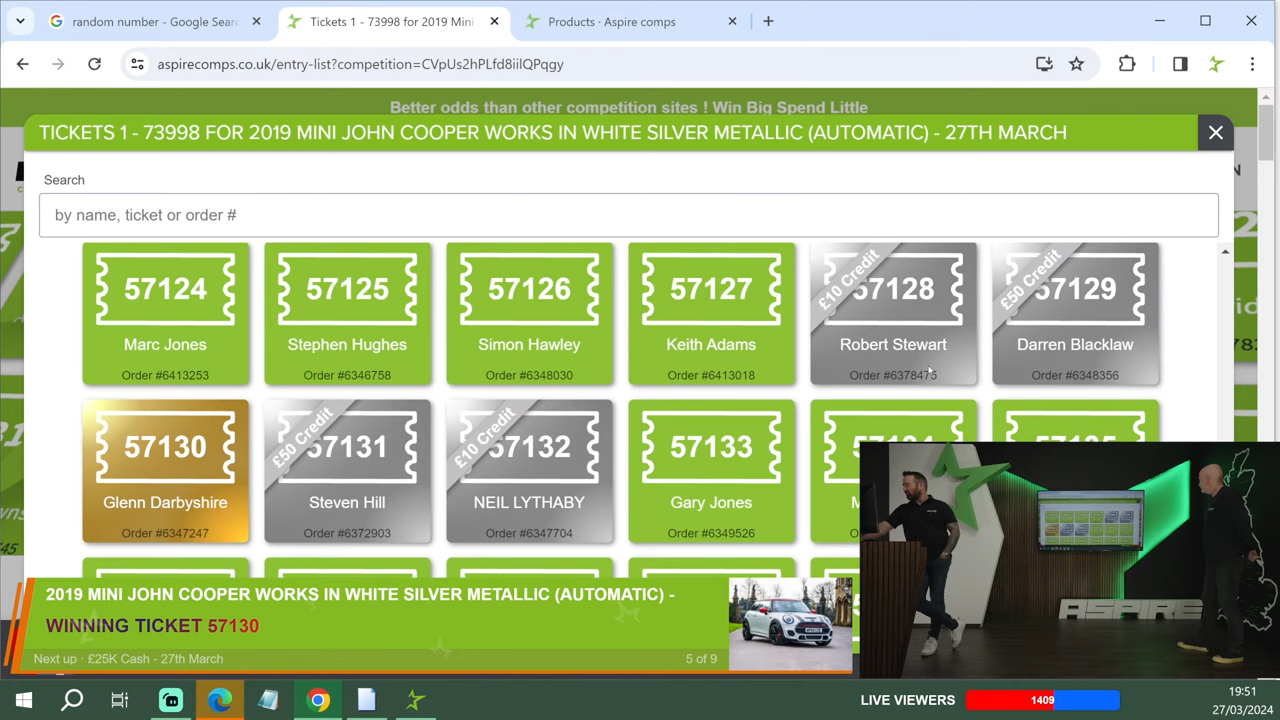 random number - Google Sear
Tickets 1 - 73998 for 2019 Mini
Products · Aspire comps
aspirecomps.co.uk/entry-list?competition=CVpUs2hPLfd8iilQPqgy
Better odds than other competition sites ! Win Big Spend Little
TICKETS 1 - 73998 FOR 2019 MINI JOHN COOPER WORKS IN WHITE SILVER METALLIC (AUTOMATIC) - 27TH MARCH
Search
by name, ticket or order #
57124
57125
57126
57127
£10 Credit
57128
£50 Credit
57129
Marc Jones
Stephen Hughes
Simon Hawley
Keith Adams
Robert Stewart
Darren Blacklaw
Order #6413253
Order #6346758
Order #6348030
Order #6413018
Order #6378475
Order #6348356
57130
£50 Credit
57131
£10 Credit
57132
57133
Glenn Darbyshire
Steven Hill
NEIL LYTHABY
Gary Jones
Order #6347247
Order #6372903
Order #6347704
Order #6349526
2019 MINI JOHN COOPER WORKS IN WHITE SILVER METALLIC (AUTOMATIC) -
WINNING TICKET 57130
Next up · £25K Cash - 27th March
5 of 9
ASPIRE
LIVE VIEWERS
1409
19:51
27/03/2024